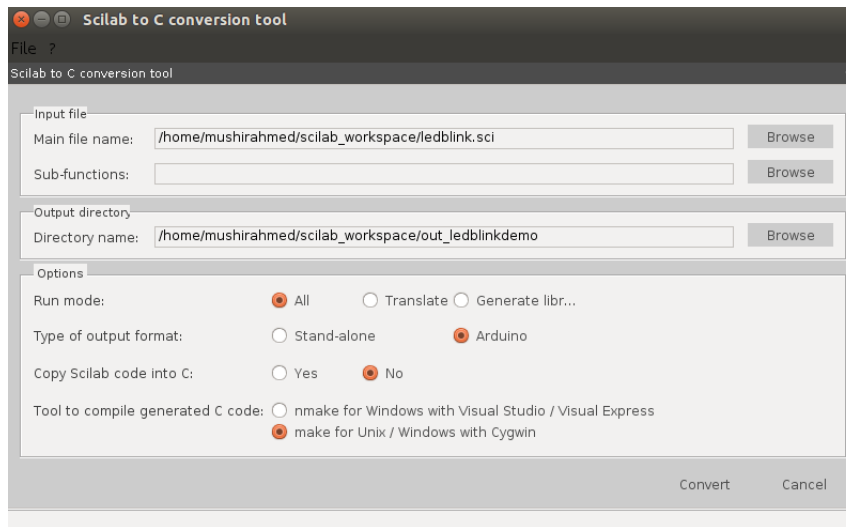 Scilab to C conversion tool
File ?
Scilab to C conversion tool
Input file
Main file name: /home/mushirahmed/scilab_workspace/ledblink.sci Browse
Sub-functions: Browse
Output directory
Directory name: /home/mushirahmed/scilab_workspace/out_ledblinkdemo Browse
Options
Run mode: All Translate Generate libr...
Type of output format: Stand-alone Arduino
Copy Scilab code into C: Yes No
Tool to compile generated C code: nmake for Windows with Visual Studio / Visual Express
make for Unix / Windows with Cygwin
Convert Cancel